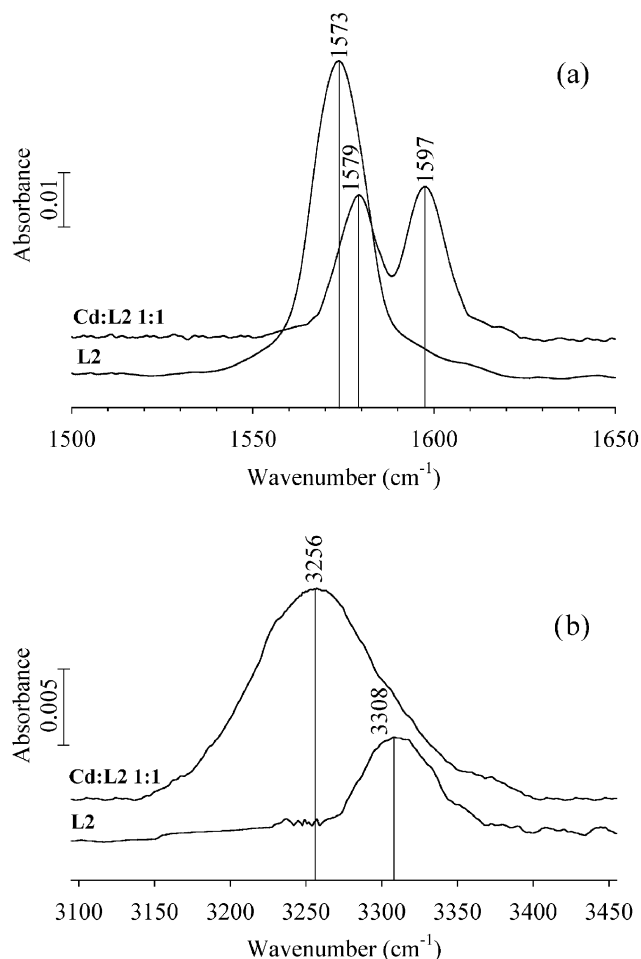 1573
(a)
1579
1597
Absorbance
0.01
Cd:L2 1:1
L2
1500 1550 1600 1650
Wavenumber (cm-1)
3256
(b)
3308
Absorbance
0.005
Cd:L2 1:1
L2
3100 3150 3200 3250 3300 3350 3400 3450
Wavenumber (cm-1)